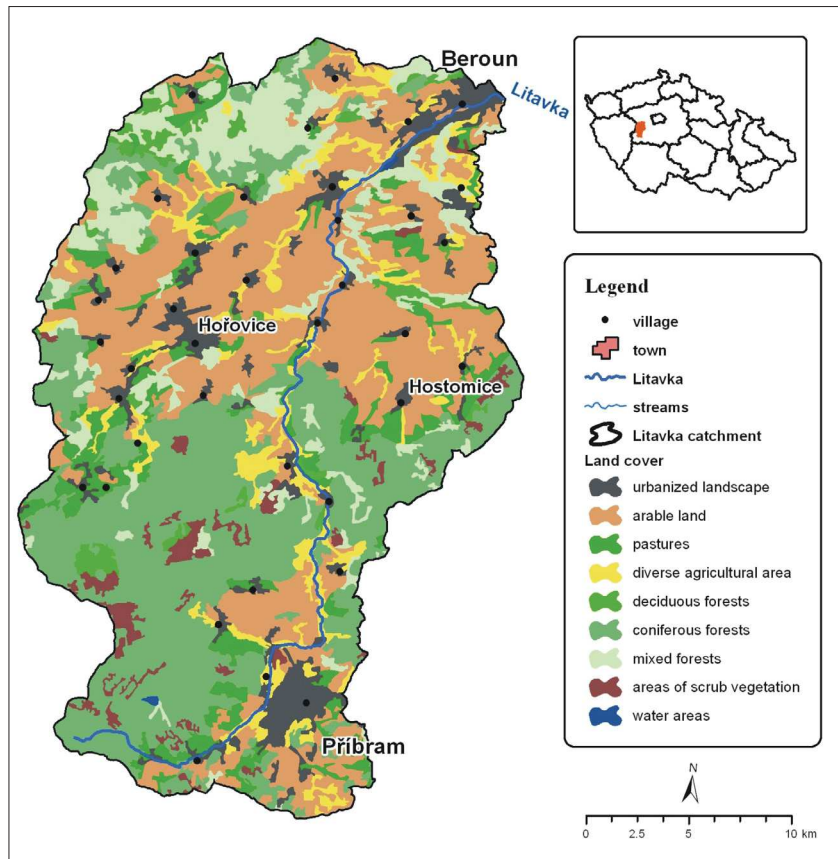 Beroun
Litavka
Hořovice
Hostomice
Příbram
Legend
village
town
Litavka
streams
Litavka catchment
Land cover
urbanized landscape
arable land
pastures
diverse agricultural area
deciduous forests
coniferous forests
mixed forests
areas of scrub vegetation
water areas
N
0 2.5 5 10 km